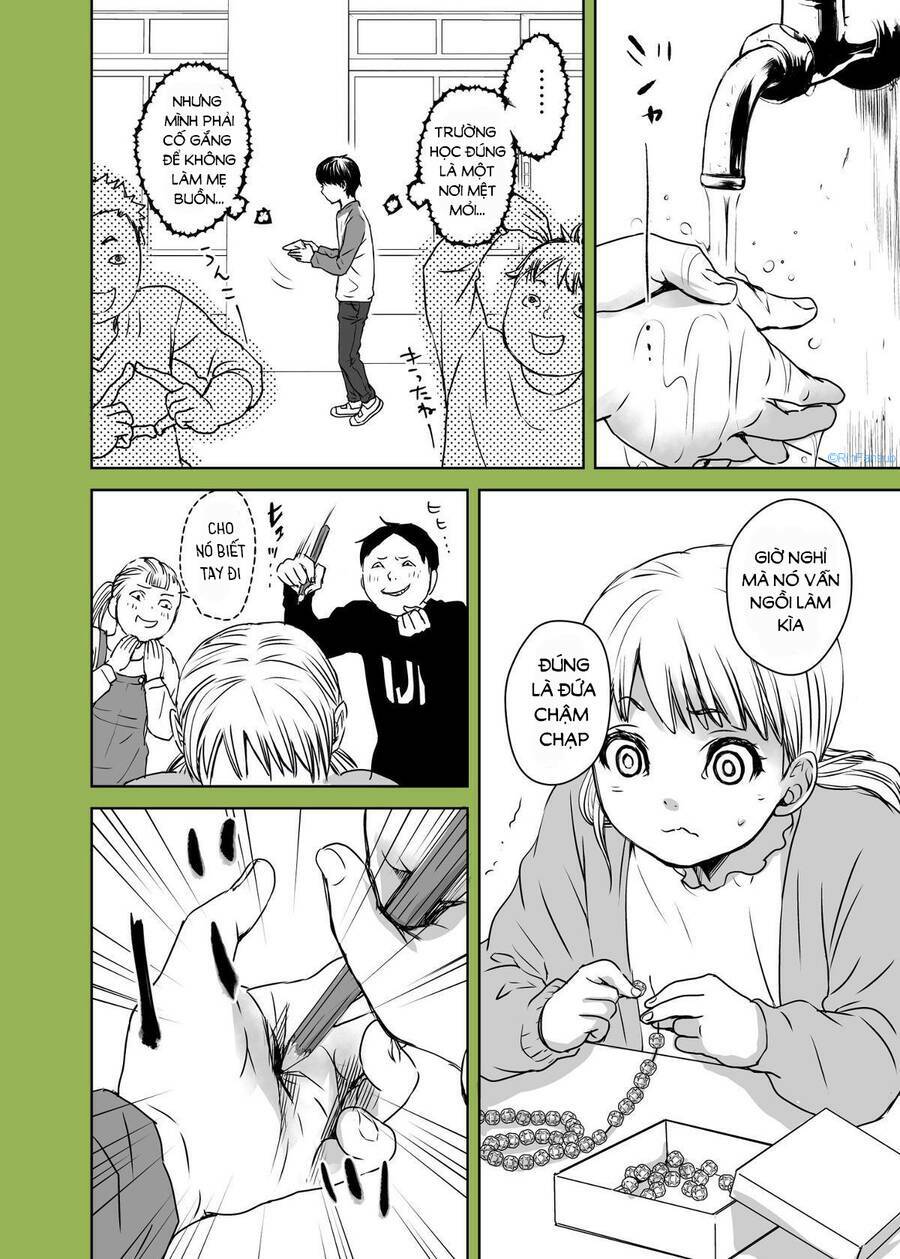 ………
TRƯỜNG
HỌC ĐÚNG
LÀ MỘT
NƠI MỆT
MỎI...
NHƯNG
MÌNH PHẢI
CỐ GẮNG
ĐỂ KHÔNG
LÀM MẸ
BUỒN...
きったねー
うんこ
©RinFansub
GIỜ NGHỈ
MÀ NÓ VẪN
NGỒI LÀM
KÌA
ĐÚNG
LÀ ĐỨA
CHẬM
CHẠP
ヒヒ
CHO
NÓ BIẾT
TAY ĐI